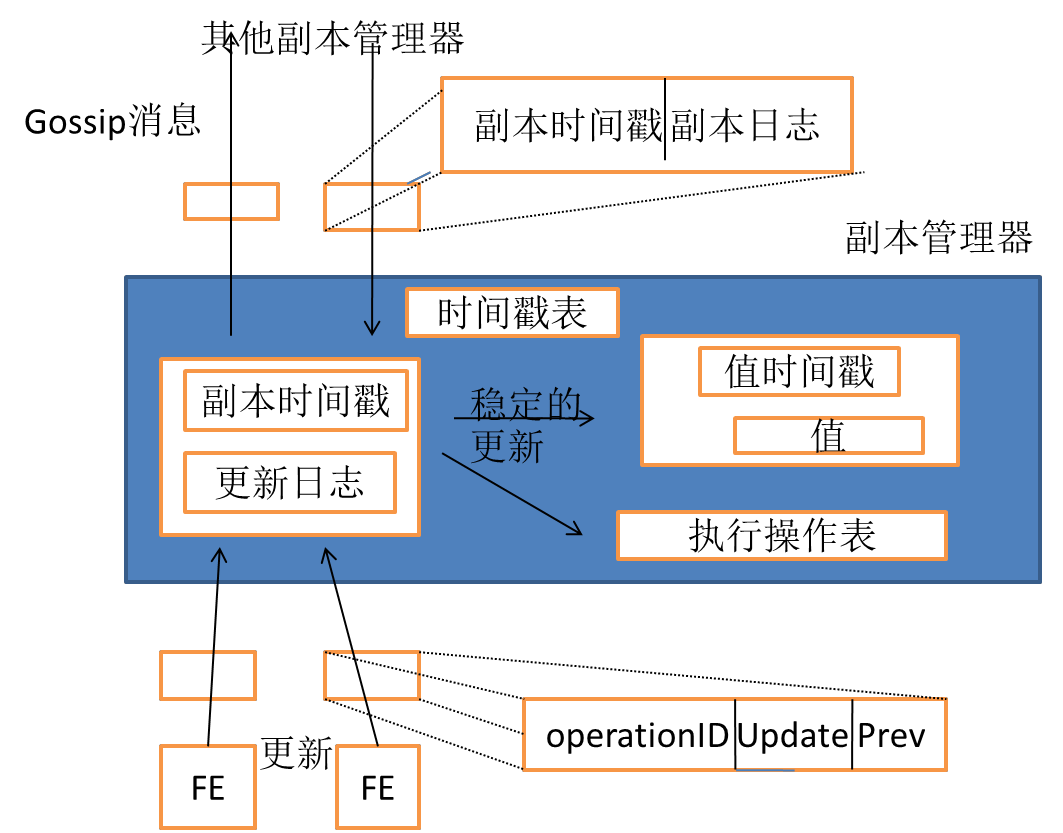 其他副本管理器
Gossip消息
副本时间戳 副本日志
副本管理器
时间戳表
值时间戳
副本时间戳
稳定的
更新
值
更新日志
执行操作表
operationID Update Prev
更新
FE
FE